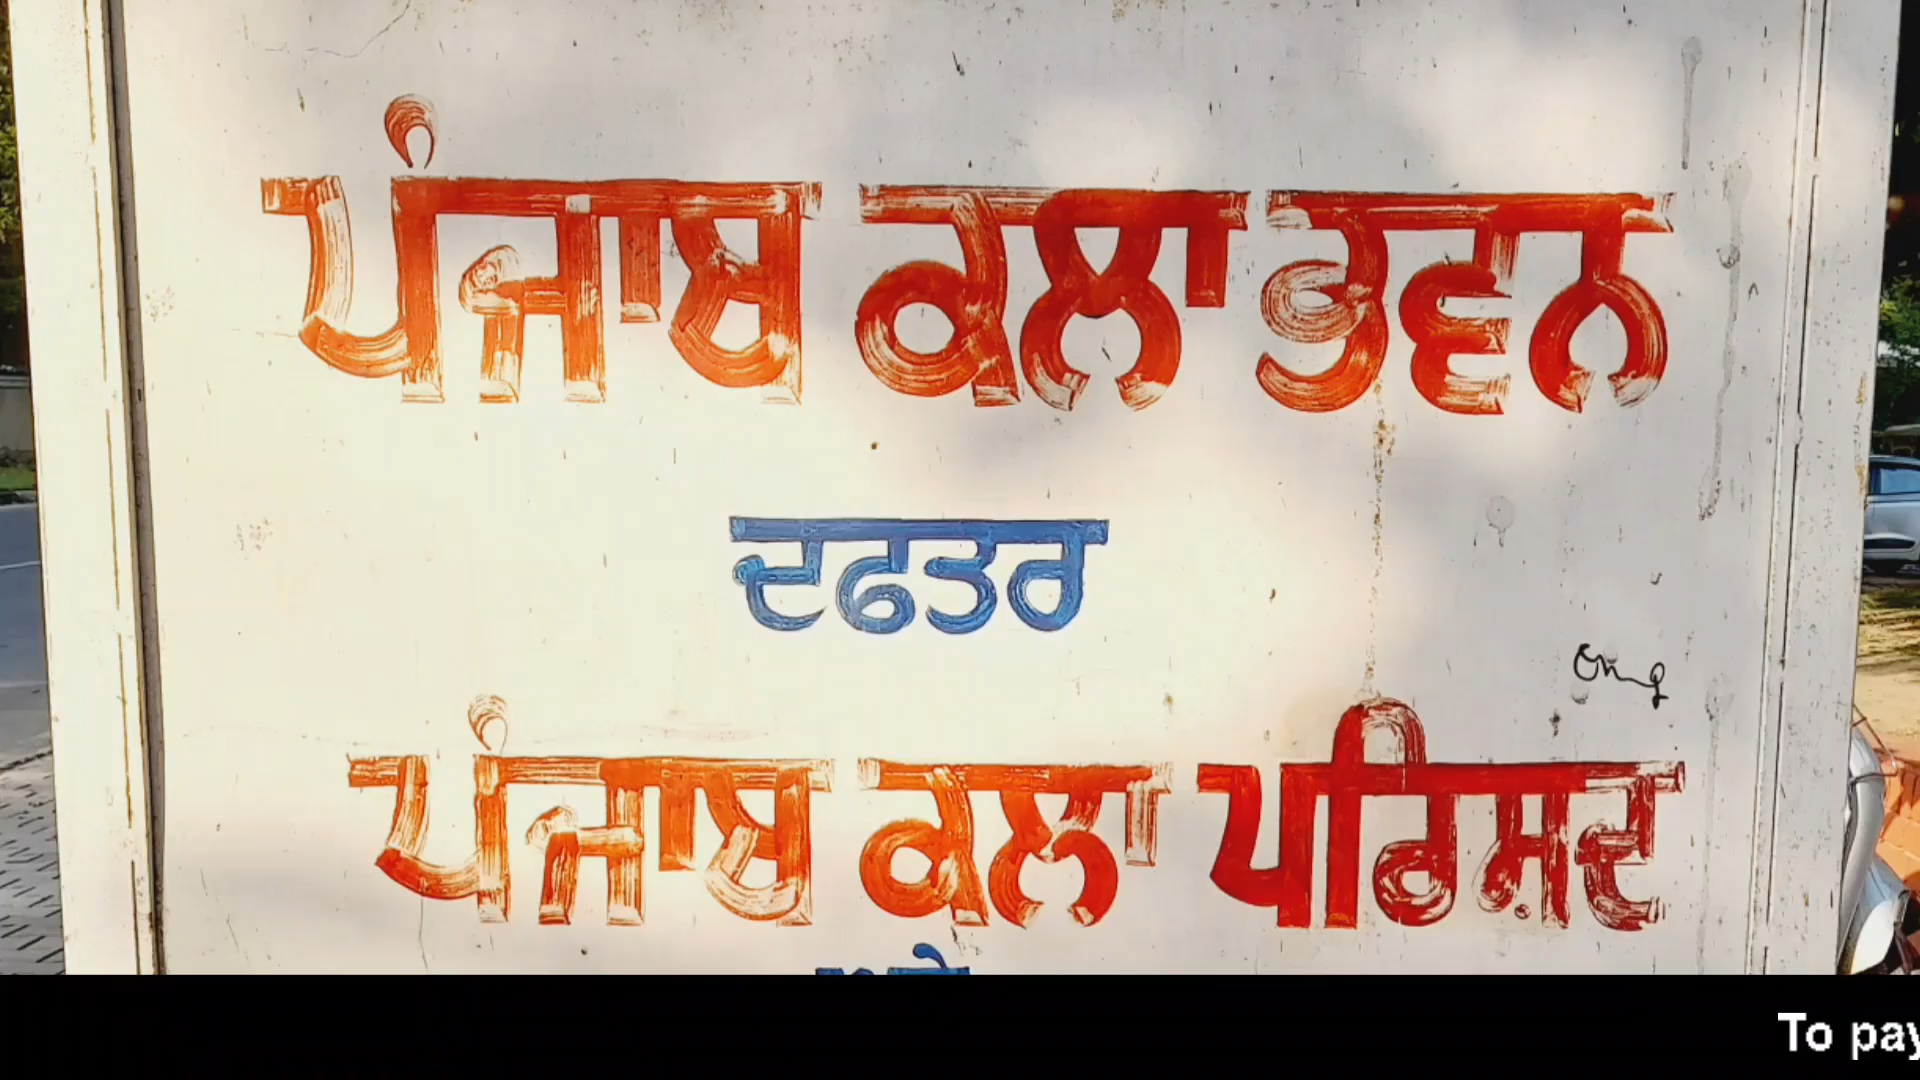 ਪੰਜਾਬ ਕਲਾ ਭਵਨ
ਦਫਤਰ
ਪੰਜਾਬ ਕਲਾ ਪਰਿਸ਼ਦ
To pay